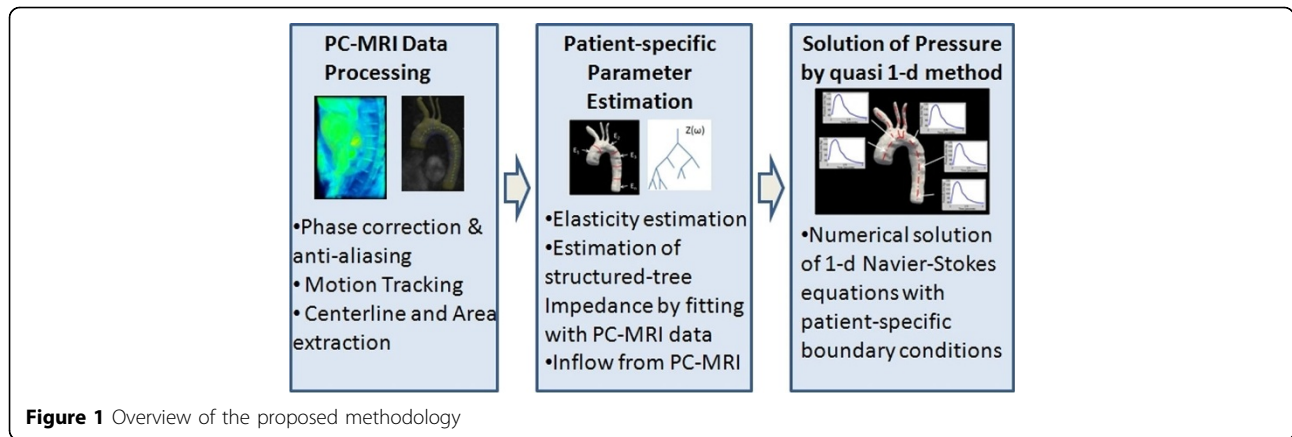 PC-MRI Data
Processing
•Phase correction &
anti-aliasing
• Motion Tracking
• Centerline and Area
extraction
Patient-specific
Parameter
Estimation
Z(ω)
•Elasticity estimation
•Estimation of
structured-tree
Impedance by fitting
with PC-MRI data
•Inflow from PC-MRI
Solution of Pressure
by quasi 1-d method
•Numerical solution
of 1-d Navier-Stokes
equations with
patient-specific
boundary conditions
Figure 1 Overview of the proposed methodology